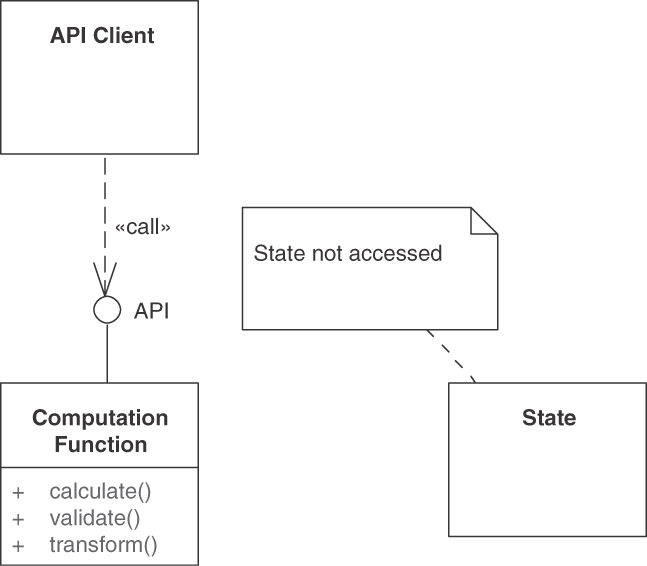 API Client
«call»
State not accessed
API
Computation
Function
State
+ calculate()
+ validate()
+ transform()